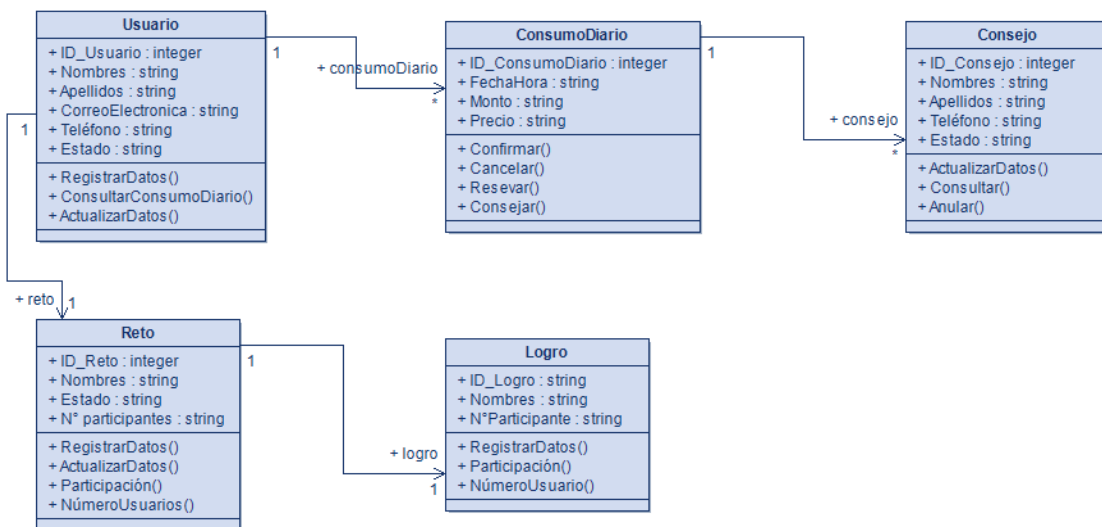 Usuario
+ ID_Usuario : integer
+ Nombres : string
+ Apellidos : string
+ CorreoElectronica : string
+ Teléfono : string
+ Estado : string
+ RegistrarDatos()
+ ConsultarConsumoDiario()
+ ActualizarDatos()
1
+ consumoDiario
*
1
ConsumoDiario
+ ID_ConsumoDiario : integer
+ FechaHora : string
+ Monto : string
+ Precio : string
+ Confirmar()
+ Cancelar()
+ Resevar()
+ Consejar()
1
+ consejo
*
Consejo
+ ID_Consejo : integer
+ Nombres : string
+ Apellidos : string
+ Teléfono : string
+ Estado : string
+ ActualizarDatos()
+ Consultar()
+ Anular()
+ reto
1
Reto
+ ID_Reto : integer
+ Nombres : string
+ Estado : string
+ N° participantes : string
+ RegistrarDatos()
+ ActualizarDatos()
+ Participación()
+ NúmeroUsuarios()
1
+ logro
1
Logro
+ ID_Logro : string
+ Nombres : string
+ N°Participante : string
+ RegistrarDatos()
+ Participación()
+ NúmeroUsuario()